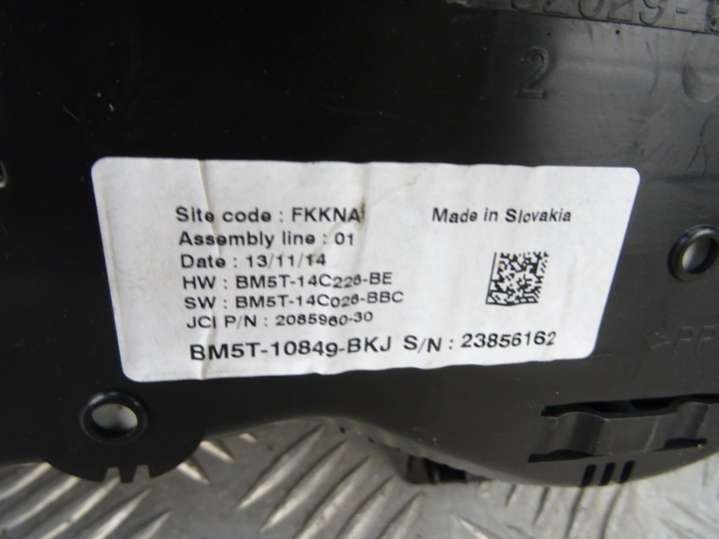 2
Site code : FKKNA
Made in Slovakia
Assembly line : 01
Date : 13/11/14
HW : BM5T-14C226-BE
SW : BM5T-14C026-BBC
JCI P/N : 2085960-30
BM5T-10849-BKJ S/N : 23856162